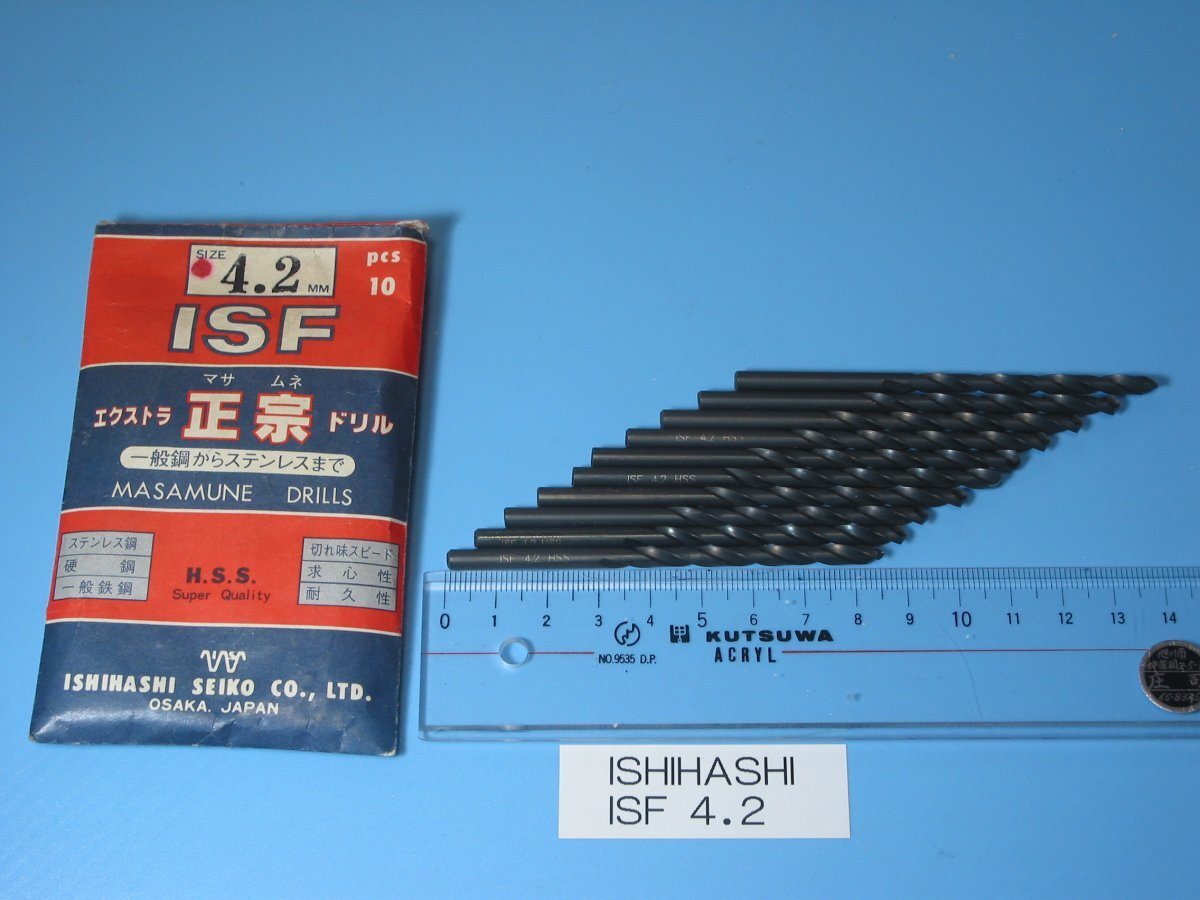 SIZE
4.2 MM
pcs
10
ISF
マサ ムネ
エクストラ 正宗 ドリル
一般鋼からステンレスまで
MASAMUNE DRILLS
ステンレス鋼
硬 鋼
一般鉄鋼
H.S.S.
Super Quality
切れ味スピード
求心性
耐久性
ISHIHASHI SEIKO CO., LTD.
OSAKA. JAPAN
ISF 4.2 HSS
ISF 4.2 HSS
ISF 4.2 HSS
ISF 4.2 HSS
0 1 2 3 4 5 6 7 8 9 10 11 12 13 14
NO.9535 D.P.
KUTSUWA
ACRYL
ISHIHASHI
ISF 4.2